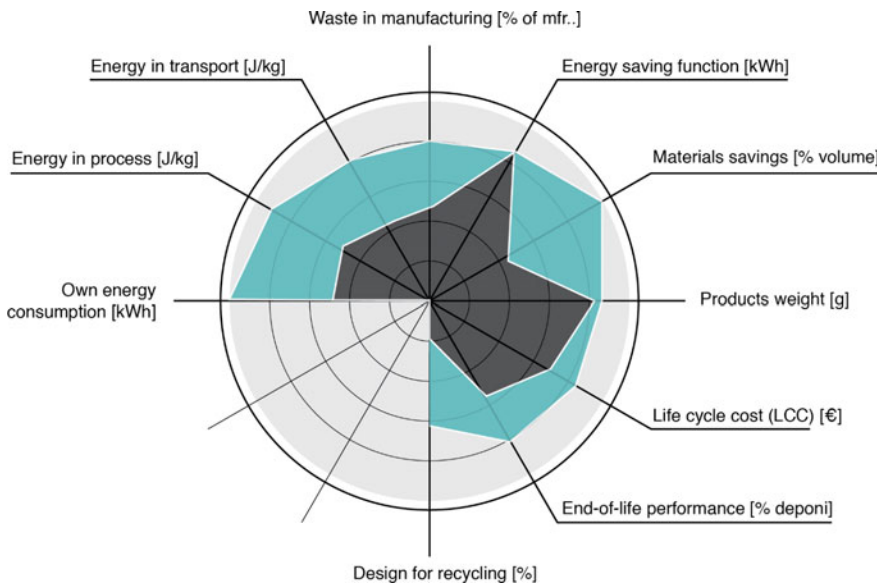 Waste in manufacturing [% of mfr..]
Energy in transport [J/kg]
Energy saving function [kWh]
Energy in process [J/kg]
Materials savings [% volume]
Own energy
consumption [kWh]
Products weight [g]
Life cycle cost (LCC) [€]
End-of-life performance [% deponi]
Design for recycling [%]